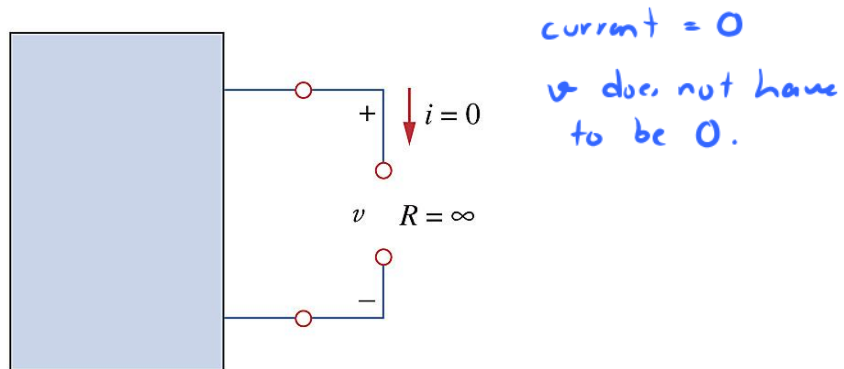 current = 0
v does not have
to be 0.
+
i = 0
v R = ∞
−